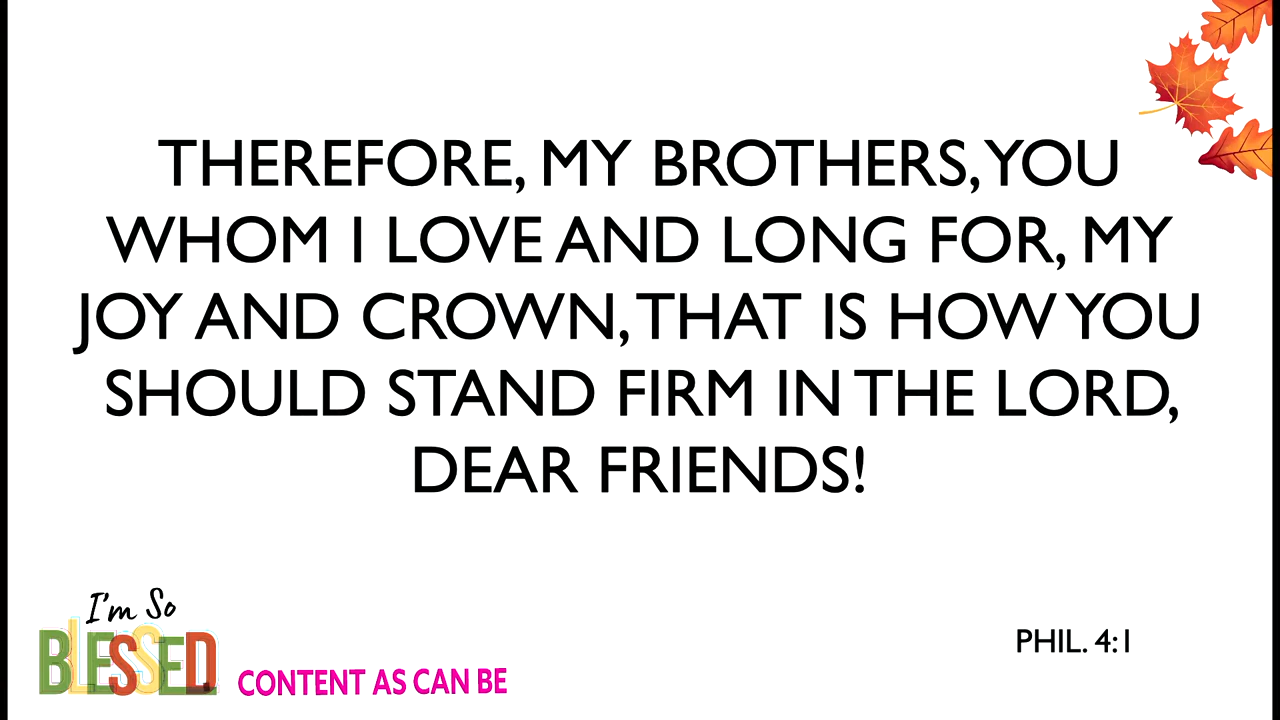 THEREFORE, MY BROTHERS, YOU
WHOM I LOVE AND LONG FOR, MY
JOY AND CROWN, THAT IS HOW YOU
SHOULD STAND FIRM IN THE LORD,
DEAR FRIENDS!
I'm So
BLESSED.
CONTENT AS CAN BE
PHIL. 4:1